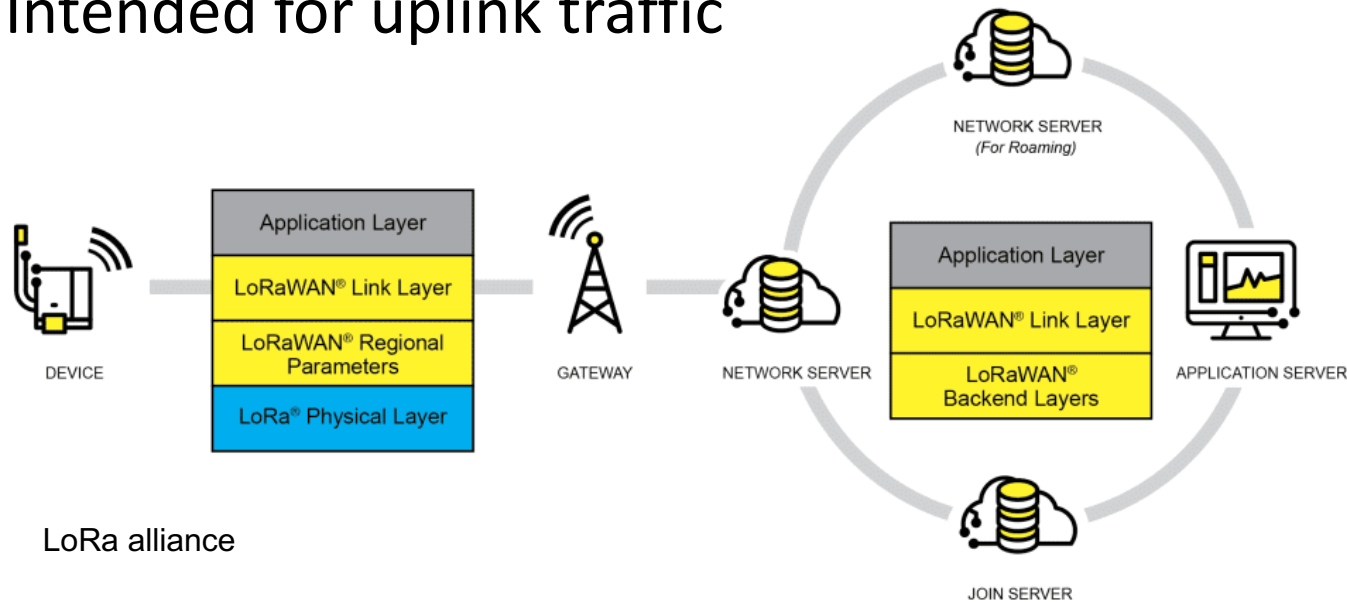 Intended for uplink traffic
NETWORK SERVER
(For Roaming)
Application Layer
LoRaWAN® Link Layer
LoRaWAN® Regional
Parameters
LoRa® Physical Layer
Application Layer
LoRaWAN® Link Layer
LoRaWAN®
Backend Layers
DEVICE
GATEWAY
NETWORK SERVER
APPLICATION SERVER
LoRa alliance
JOIN SERVER